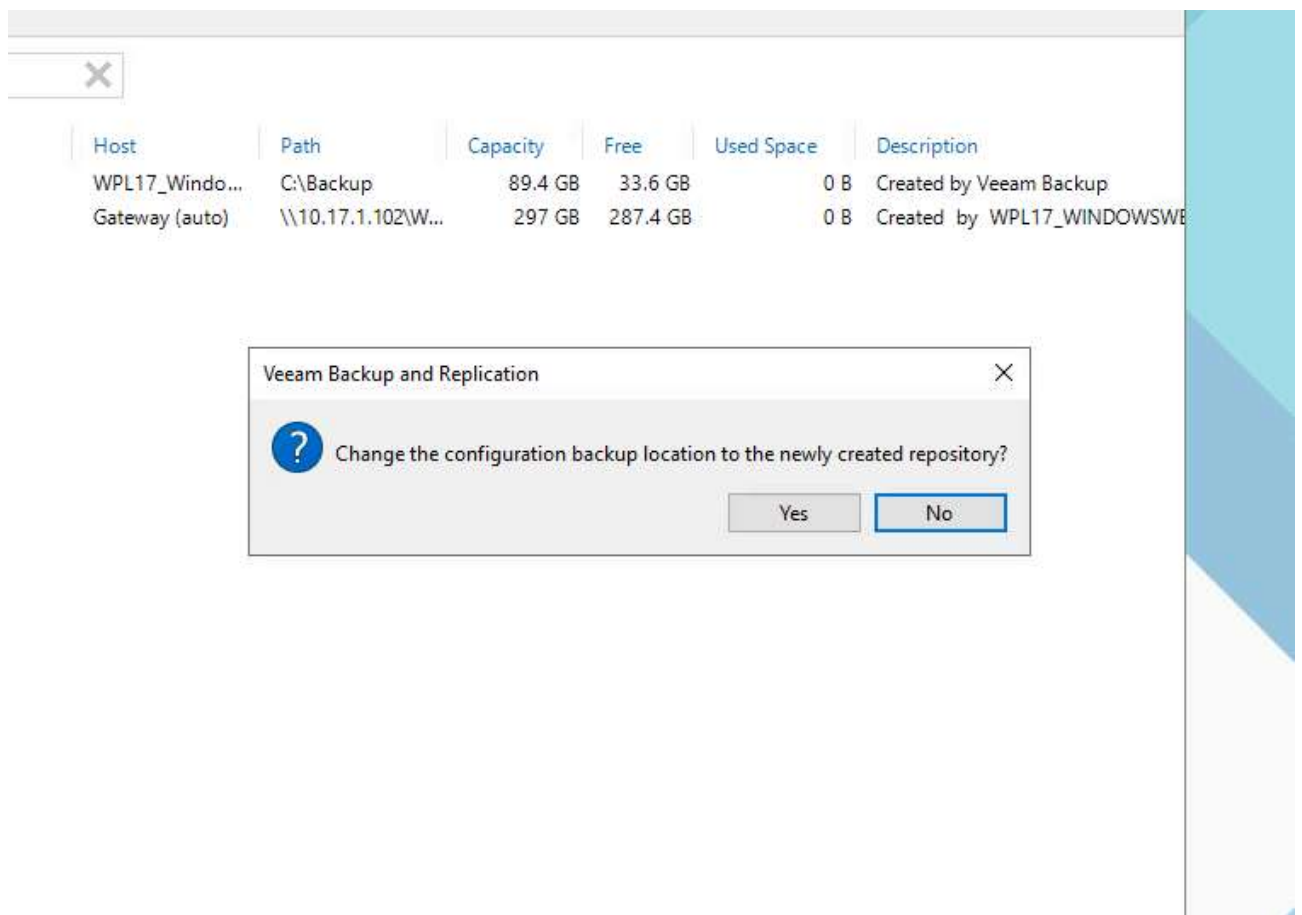 Host Path Capacity Free Used Space Description
WPL17_Windo... C:\Backup 89.4 GB 33.6 GB 0 B Created by Veeam Backup
Gateway (auto) \\10.17.1.102\W... 297 GB 287.4 GB 0 B Created by WPL17_WINDOWSWE
Veeam Backup and Replication
Change the configuration backup location to the newly created repository?
Yes No